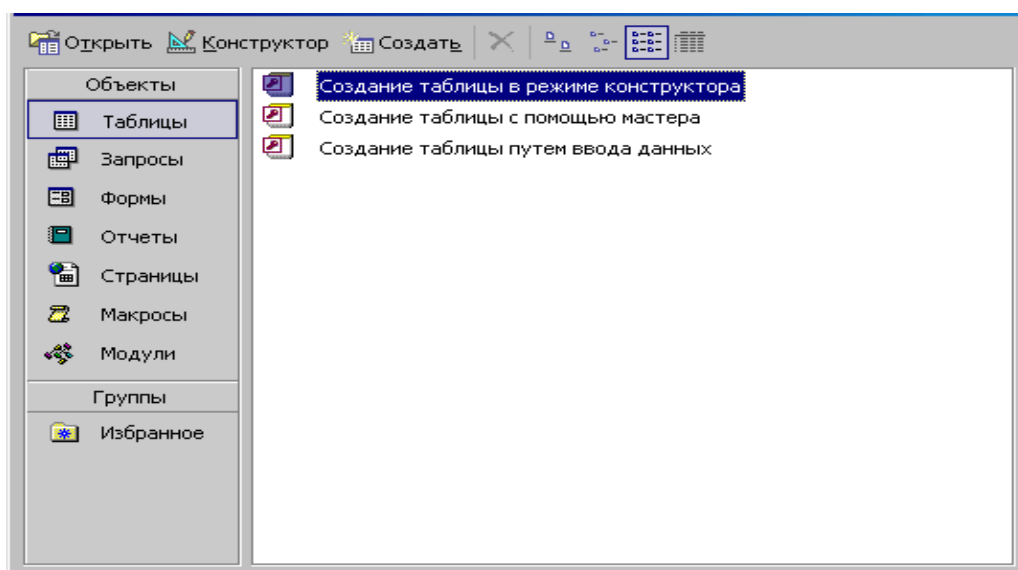 Открыть Конструктор Создать
Объекты
Таблицы
Запросы
Формы
Отчеты
Страницы
Макросы
Модули
Группы
Избранное
Создание таблицы в режиме конструктора
Создание таблицы с помощью мастера
Создание таблицы путем ввода данных